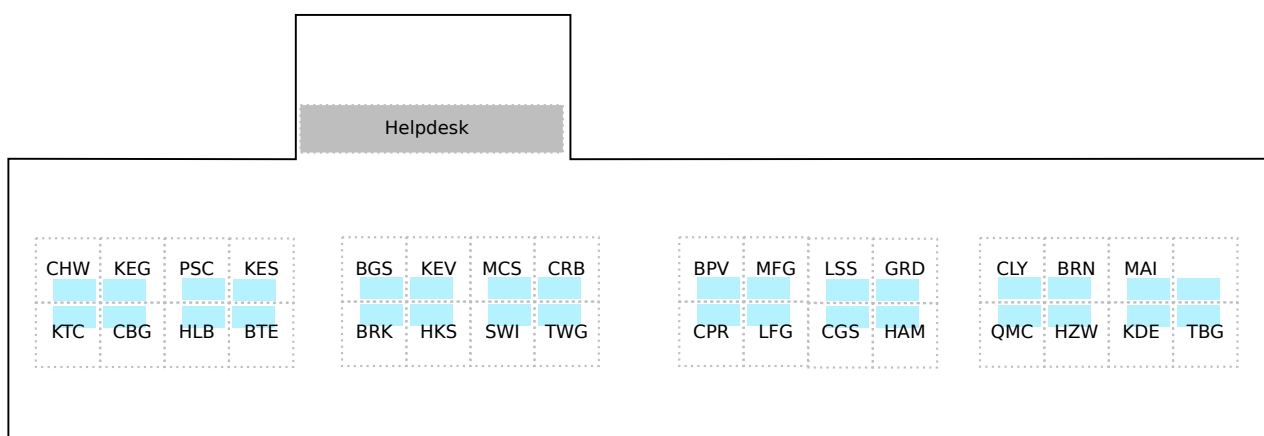 Helpdesk
CHW KEG PSC KES BGS KEV MCS CRB BPV MFG LSS GRD CLY BRN MAI
KTC CBG HLB BTE BRK HKS SWI TWG CPR LFG CGS HAM QMC HZW KDE TBG